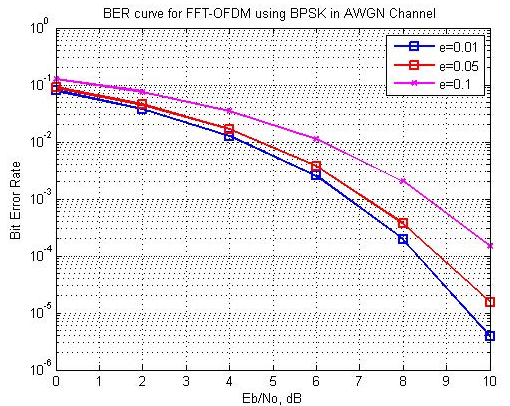 BER curve for FFT-OFDM using BPSK in AWGN Channel
10^0
10^-1
10^-2
10^-3
10^-4
10^-5
10^-6
Bit Error Rate
e=0.01
e=0.05
e=0.1
0 1 2 3 4 5 6 7 8 9 10
Eb/No, dB